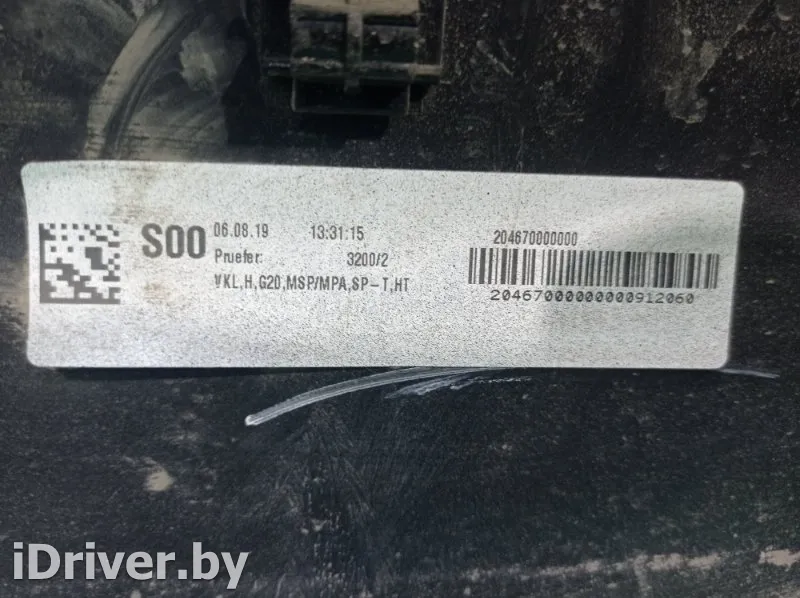 S00 06.08.19 13:31:15 204670000000
Pruefer: 3200/2
VKL,H,G20,MSP/MPA,SP-T,HT
20467000000000912060
iDriver.by